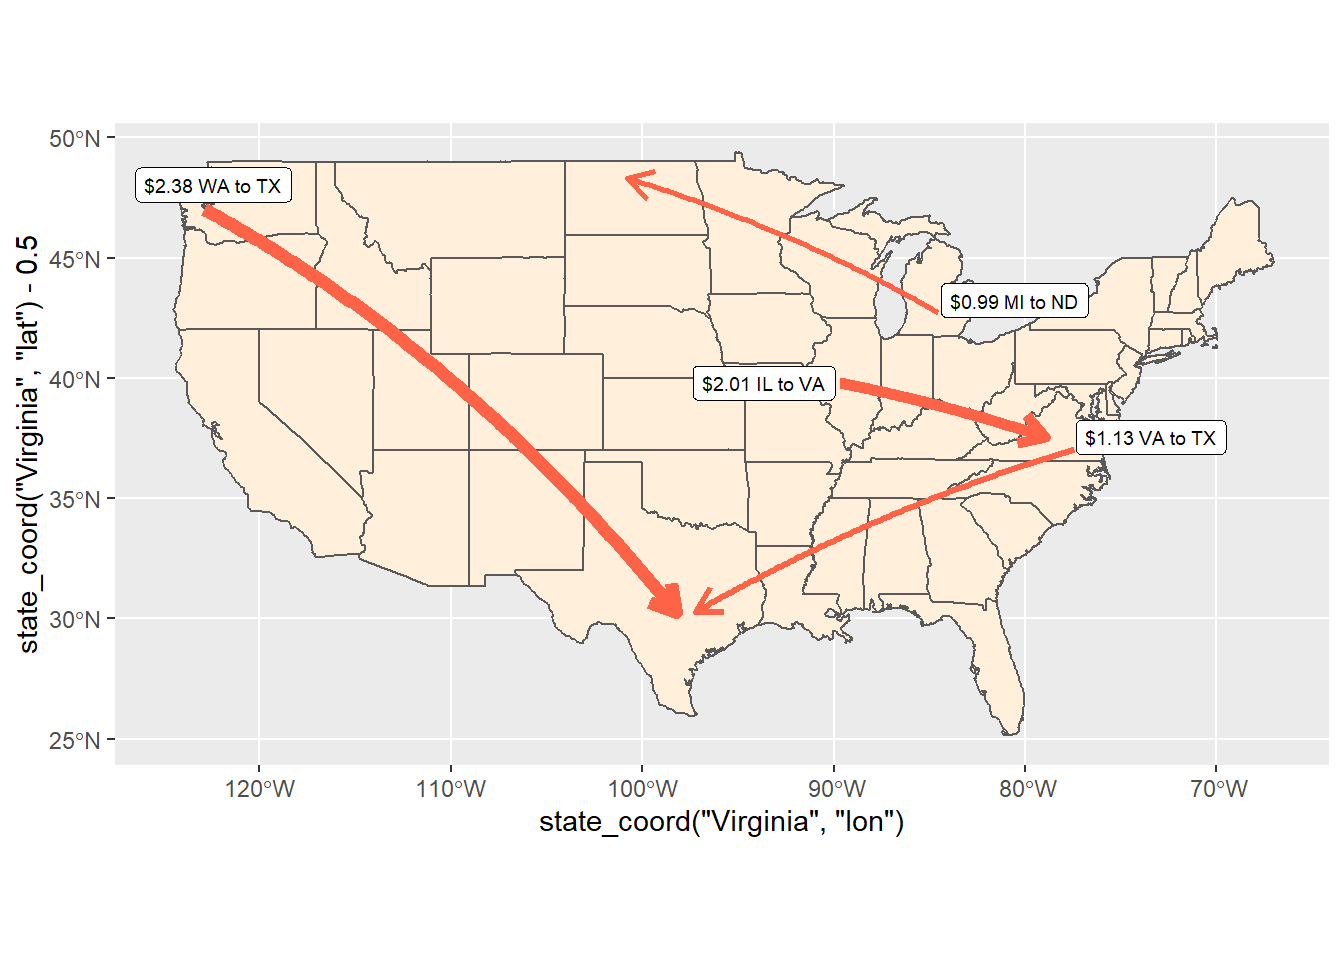 50°N
45°N
40°N
35°N
30°N
25°N
state_coord("Virginia", "lat") - 0.5
$2.38 WA to TX
$0.99 MI to ND
$2.01 IL to VA
$1.13 VA to TX
120°W
110°W
100°W
90°W
80°W
70°W
state_coord("Virginia", "lon")